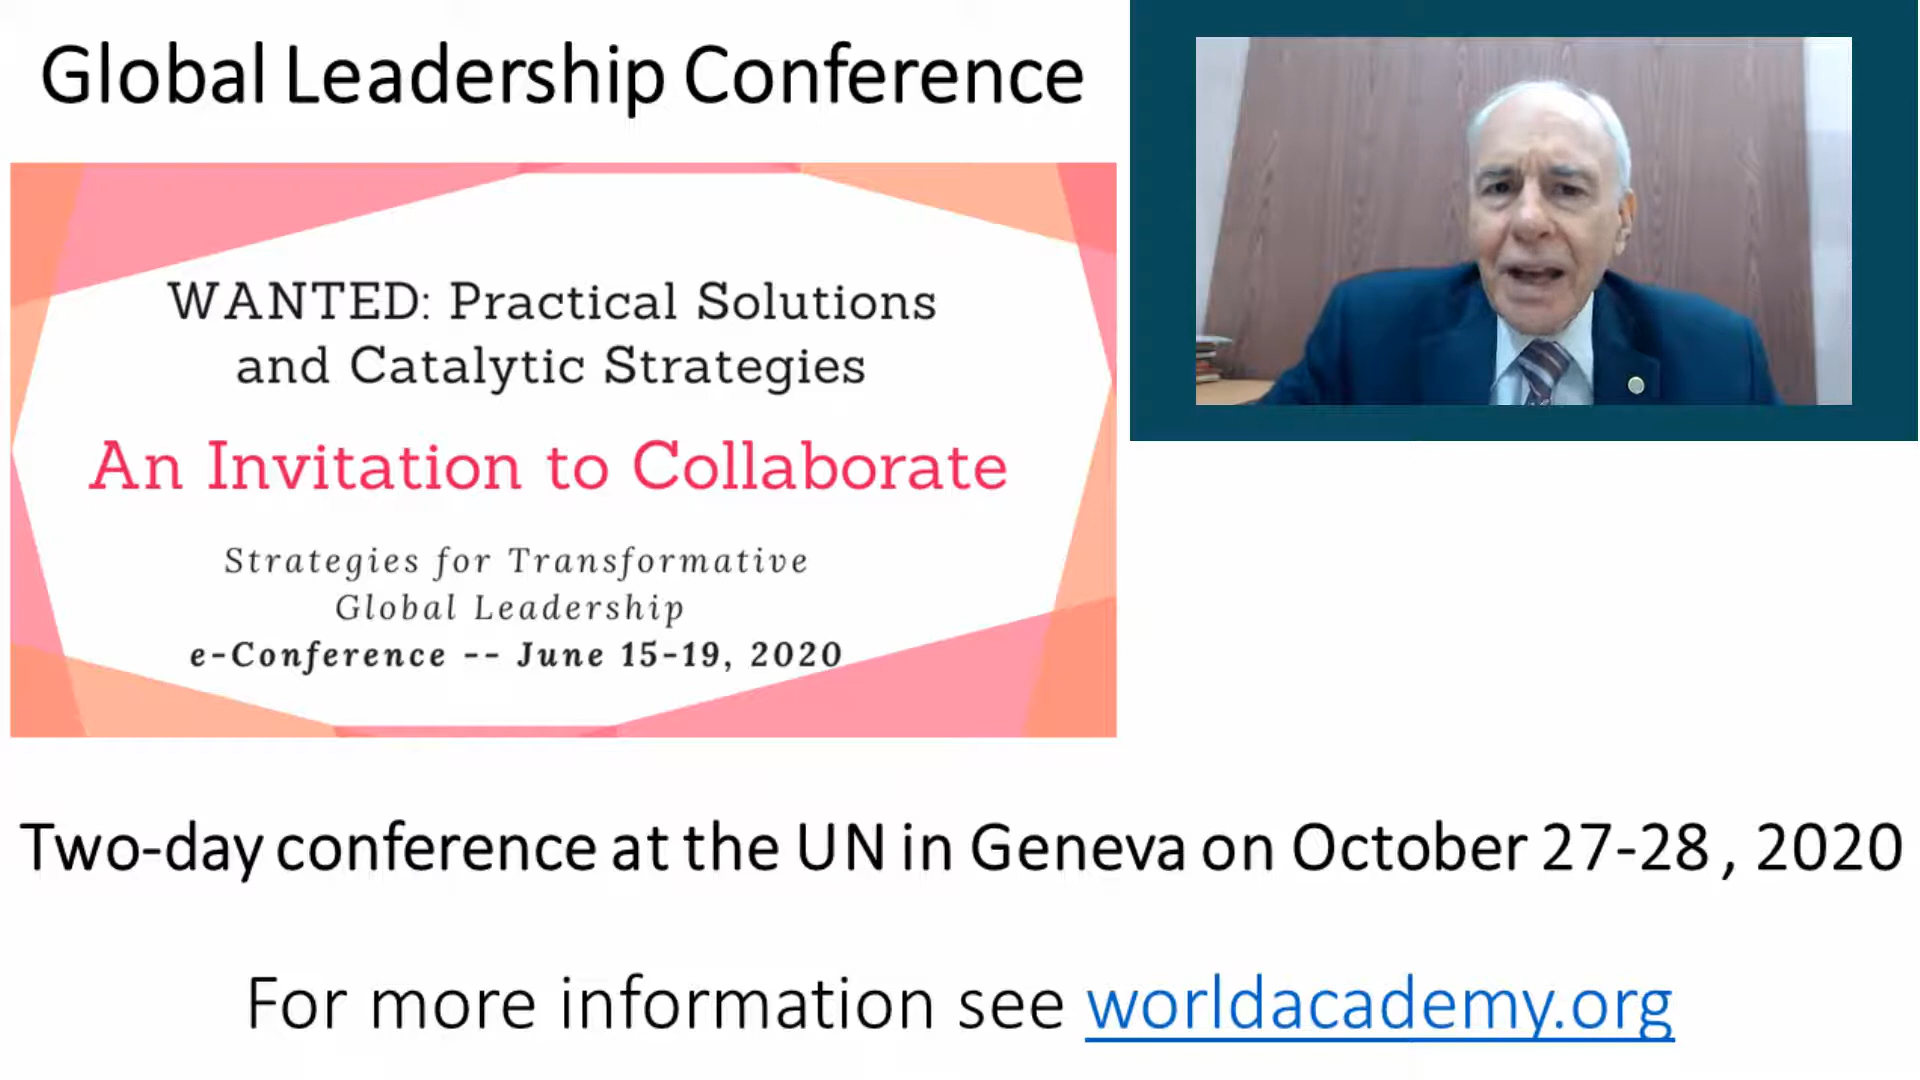 Global Leadership Conference
WANTED: Practical Solutions
and Catalytic Strategies
An Invitation to Collaborate
Strategies for Transformative
Global Leadership
e-Conference -- June 15-19, 2020
Two-day conference at the UN in Geneva on October 27-28, 2020
For more information see worldacademy.org